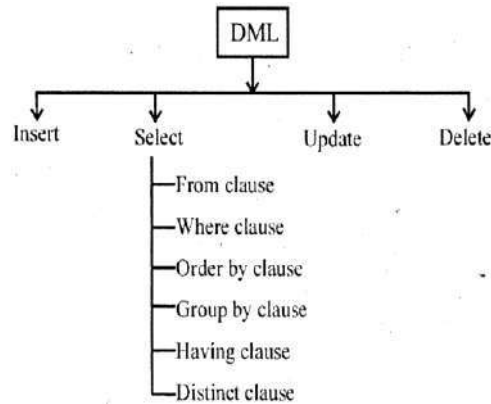 DML
Insert Select Update Delete
From clause
Where clause
Order by clause
Group by clause
Having clause
Distinct clause